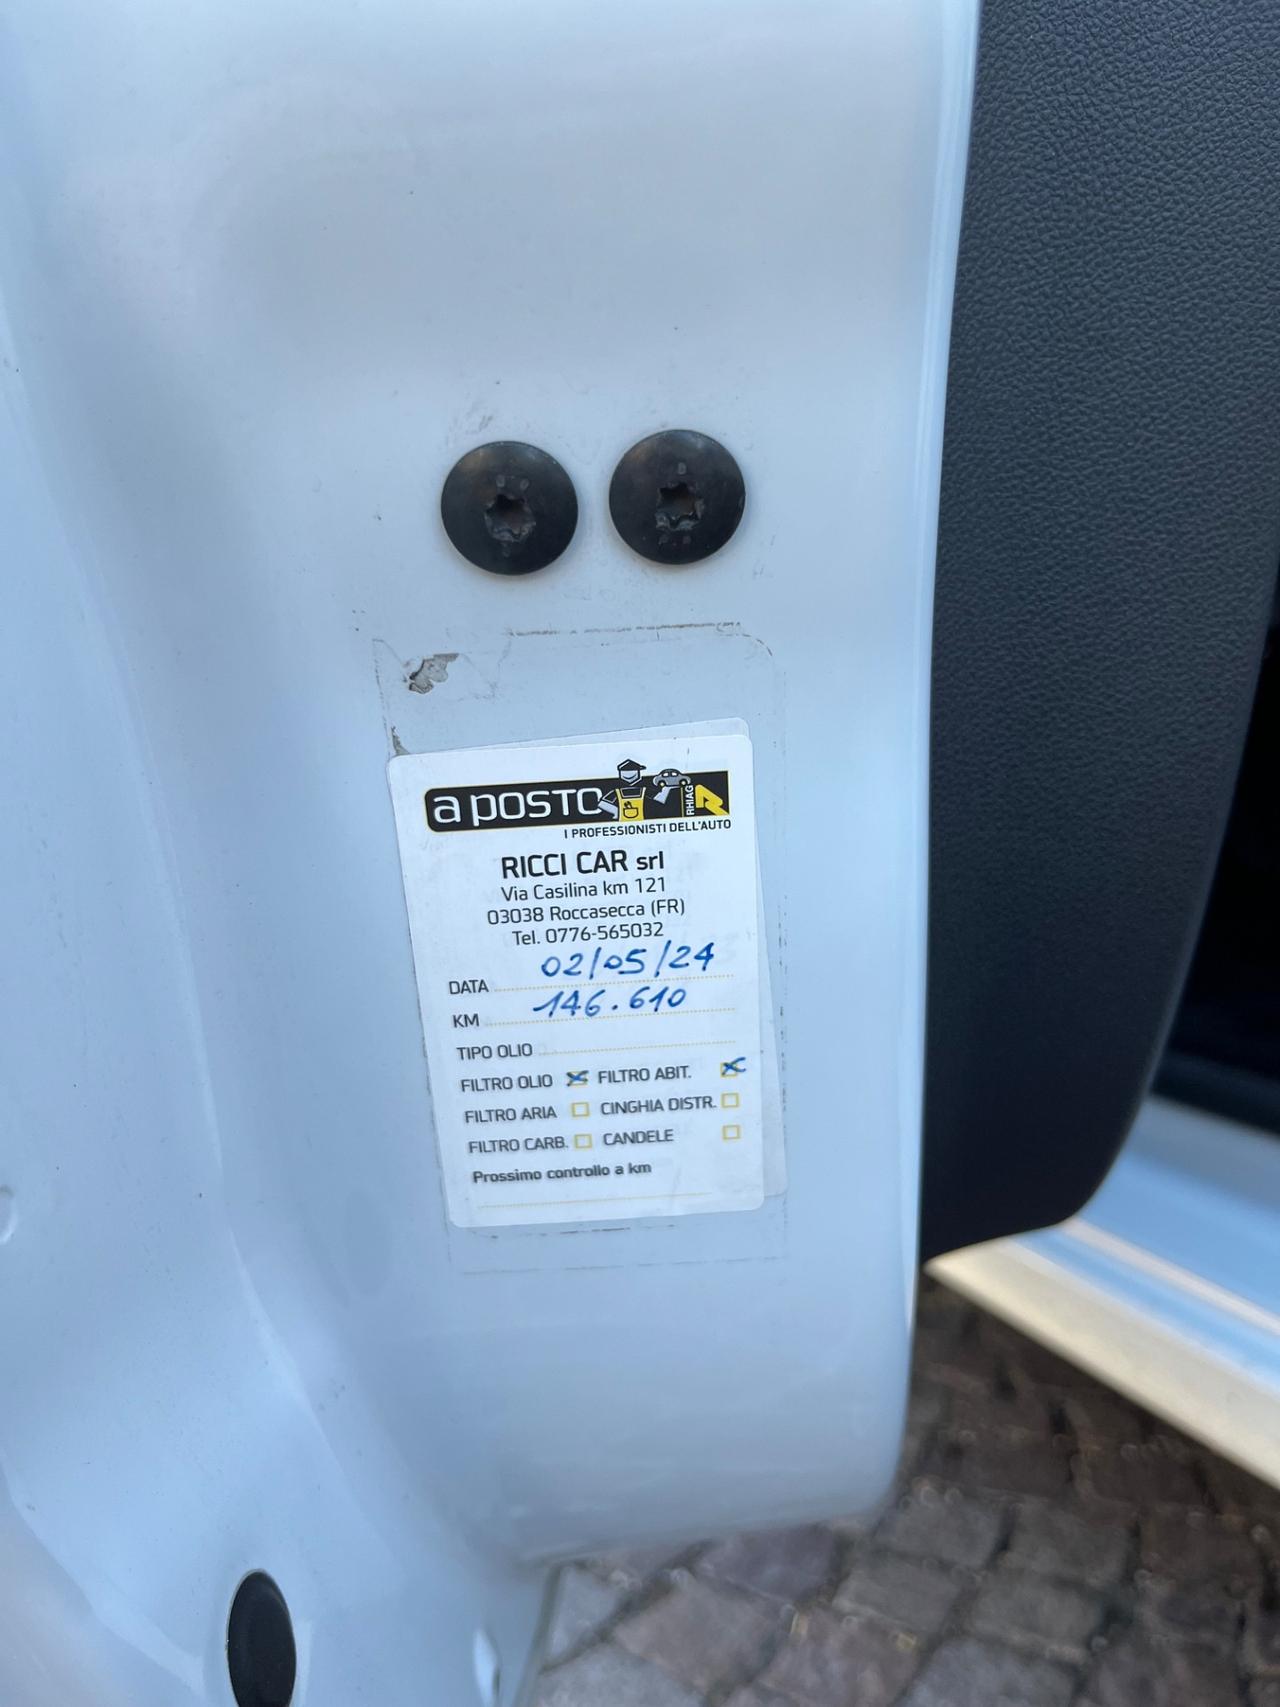 a posto
RHIAG
I PROFESSIONISTI DELL'AUTO
RICCI CAR srl
Via Casilina km 121
03038 Roccasecca (FR)
Tel. 0776-565032
DATA 02/05/24
KM 146.610
TIPO OLIO
FILTRO OLIO FILTRO ABIT.
FILTRO ARIA CINGHIA DISTR.
FILTRO CARB. CANDELE
Prossimo controllo a km